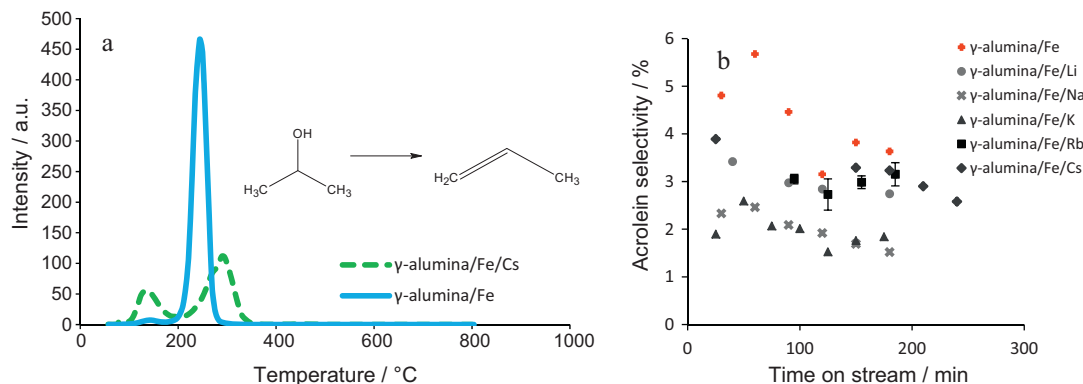 a
Intensity / a.u.
500
450
400
350
300
250
200
150
100
50
0
OH
H₃C
CH₃
H₂C
CH₃
γ-alumina/Fe/Cs
γ-alumina/Fe
0
200
400
600
800
1000
Temperature / °C
b
Acrolein selectivity / %
6
5
4
3
2
1
0
γ-alumina/Fe
γ-alumina/Fe/Li
γ-alumina/Fe/Na
γ-alumina/Fe/K
γ-alumina/Fe/Rb
γ-alumina/Fe/Cs
0
100
200
300
Time on stream / min